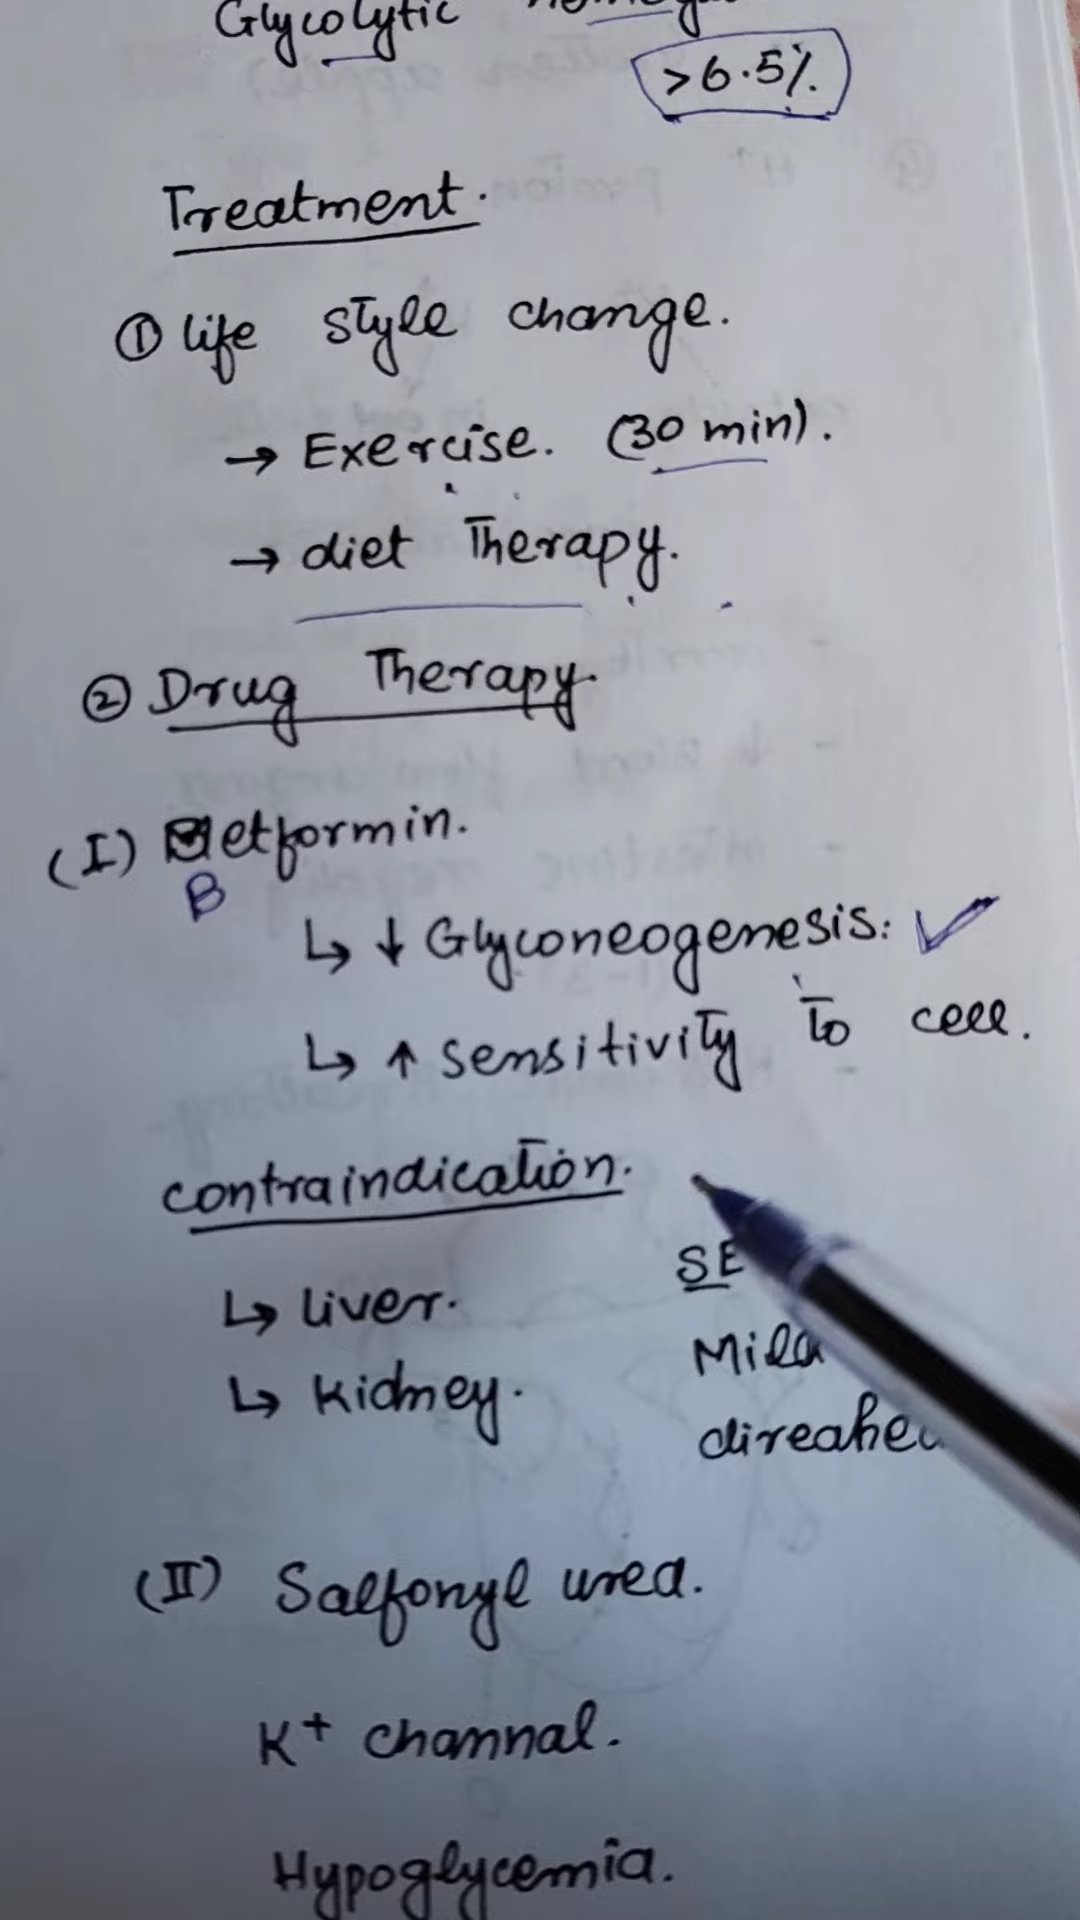 Glycolytic
>6.5%.
Treatment.
① life style change.
→ Exercise. (30 min).
→ diet Therapy.
② Drug Therapy.
(I) Metformin.
B
↳ ↓ Glyconeogenesis: ✓
↳ ↑ sensitivity to cell.
contraindication.
SE
↳ liver.
Mild
↳ kidney.
(II) Salfonyl urea.
K+ channal.
Hypoglycemia.